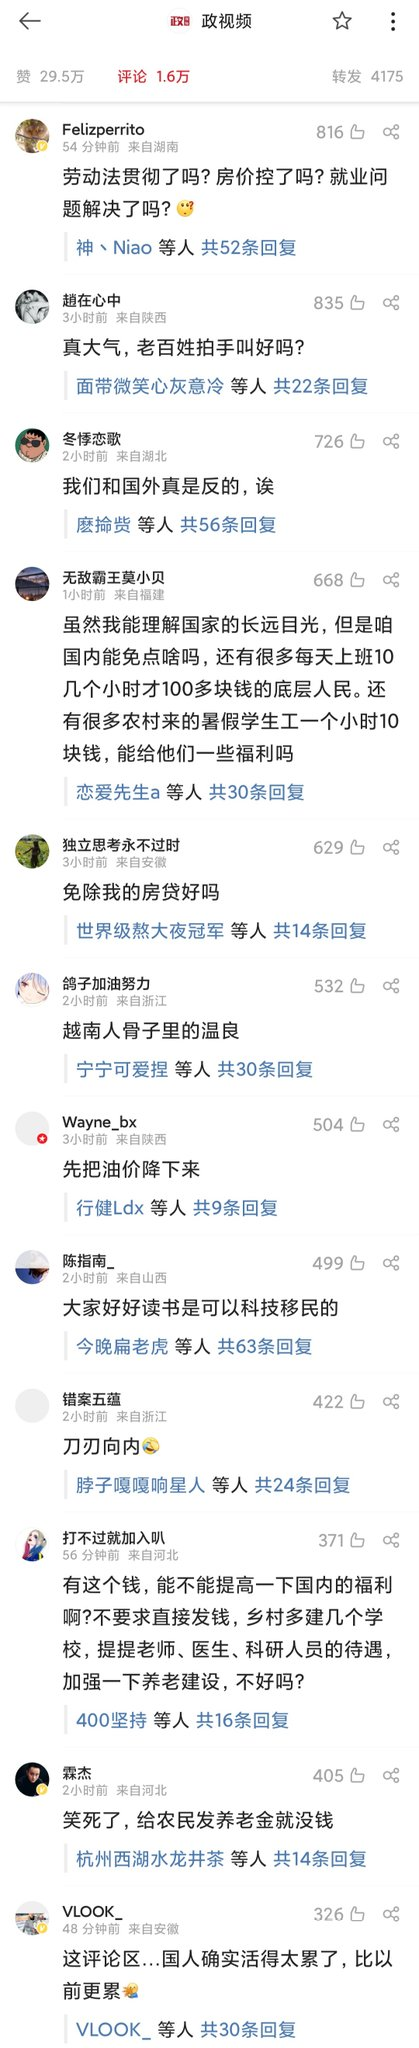 政视频
赞 29.5万 评论 1.6万 转发 4175
Felizperrito 816
54 分钟前 来自湖南
劳动法贯彻了吗？房价控了吗？就业问
题解决了吗？
神丶Niao 等人 共52条回复
趙在心中 835
3小时前 来自陕西
真大气，老百姓拍手叫好吗？
面带微笑心灰意冷 等人 共22条回复
冬悸恋歌 726
2小时前 来自湖北
我们和国外真是反的，诶
麽搶赀 等人 共56条回复
无敌霸王莫小贝 668
1小时前 来自福建
虽然我能理解国家的长远目光，但是咱
国内能免点啥吗，还有很多每天上班10
几个小时才100多块钱的底层人民。还
有很多农村来的暑假学生工一个小时10
块钱，能给他们一些福利吗
恋爱先生a 等人 共30条回复
独立思考永不过时 629
3小时前 来自安徽
免除我的房贷好吗
世界级熬大夜冠军 等人 共14条回复
鸽子加油努力 532
2小时前 来自浙江
越南人骨子里的温良
宁宁可爱捏 等人 共30条回复
Wayne_bx 504
3小时前 来自陕西
先把油价降下来
行健Ldx 等人 共9条回复
陈指南_ 499
2小时前 来自山西
大家好好读书是可以科技移民的
今晚扁老虎 等人 共63条回复
错案五蕴 422
2小时前 来自浙江
刀刃向内
脖子嘎嘎响星人 等人 共24条回复
打不过就加入叭 371
56 分钟前 来自河北
有这个钱，能不能提高一下国内的福利
啊?不要求直接发钱，乡村多建几个学
校，提提老师、医生、科研人员的待遇，
加强一下养老建设，不好吗？
400坚持 等人 共16条回复
霖杰 405
2小时前 来自河北
笑死了，给农民发养老金就没钱
杭州西湖水龙井茶 等人 共14条回复
VLOOK_ 326
48 分钟前 来自安徽
这评论区...国人确实活得太累了，比以
前更累
VLOOK_ 等人 共30条回复